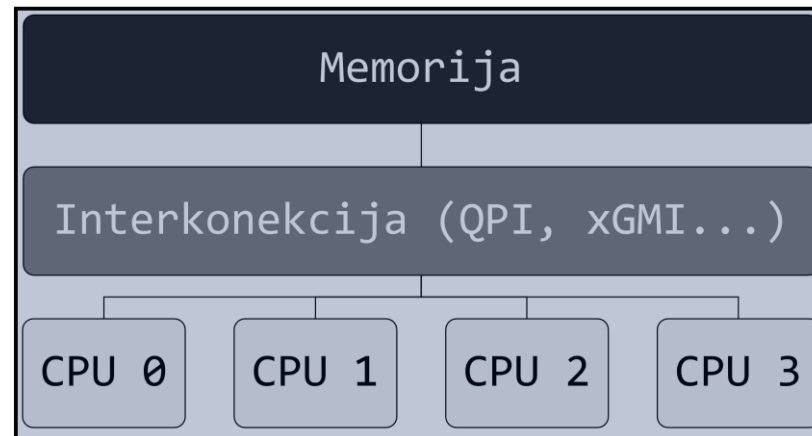 Memorija
Interkonekcija (QPI, xGMI...)
CPU 0 CPU 1 CPU 2 CPU 3